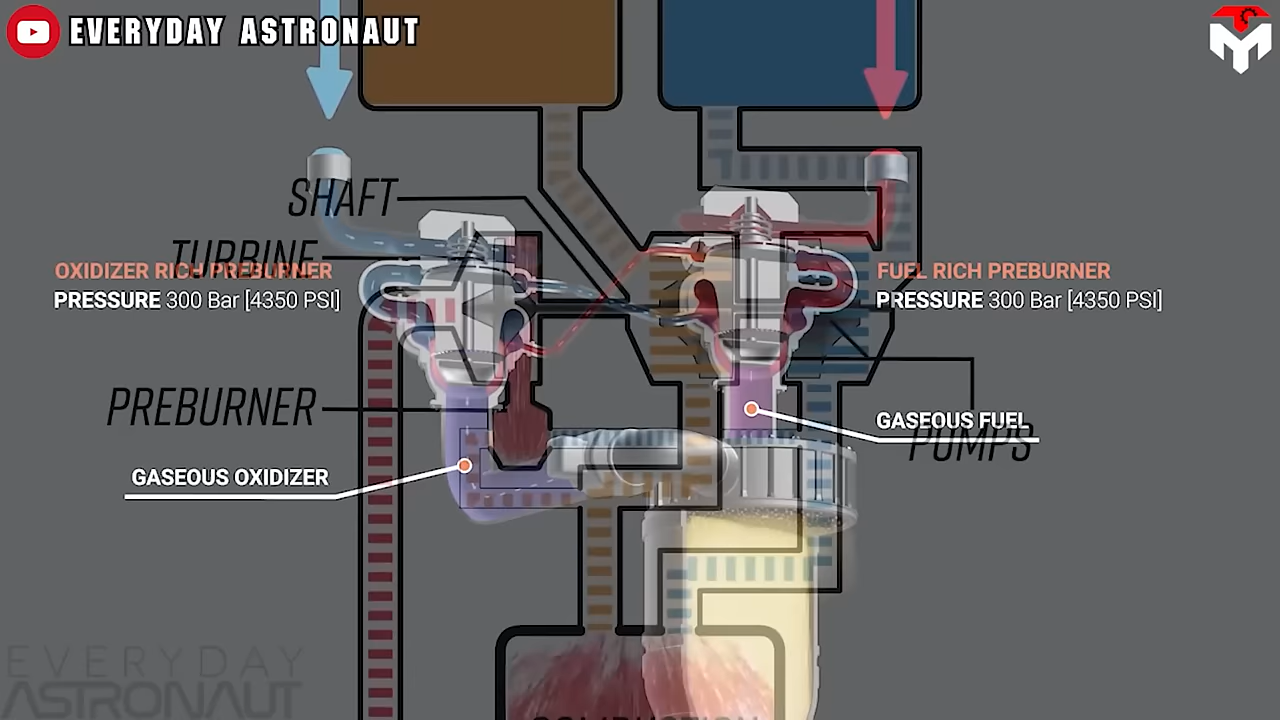 EVERYDAY ASTRONAUT
SHAFT
TURBINE
OXIDIZER RICH PREBURNER
PRESSURE 300 Bar [4350 PSI]
FUEL RICH PREBURNER
PRESSURE 300 Bar [4350 PSI]
PREBURNER
GASEOUS FUEL
PUMPS
GASEOUS OXIDIZER
EVERYDAY
ASTRONAUT
COMBUSTION